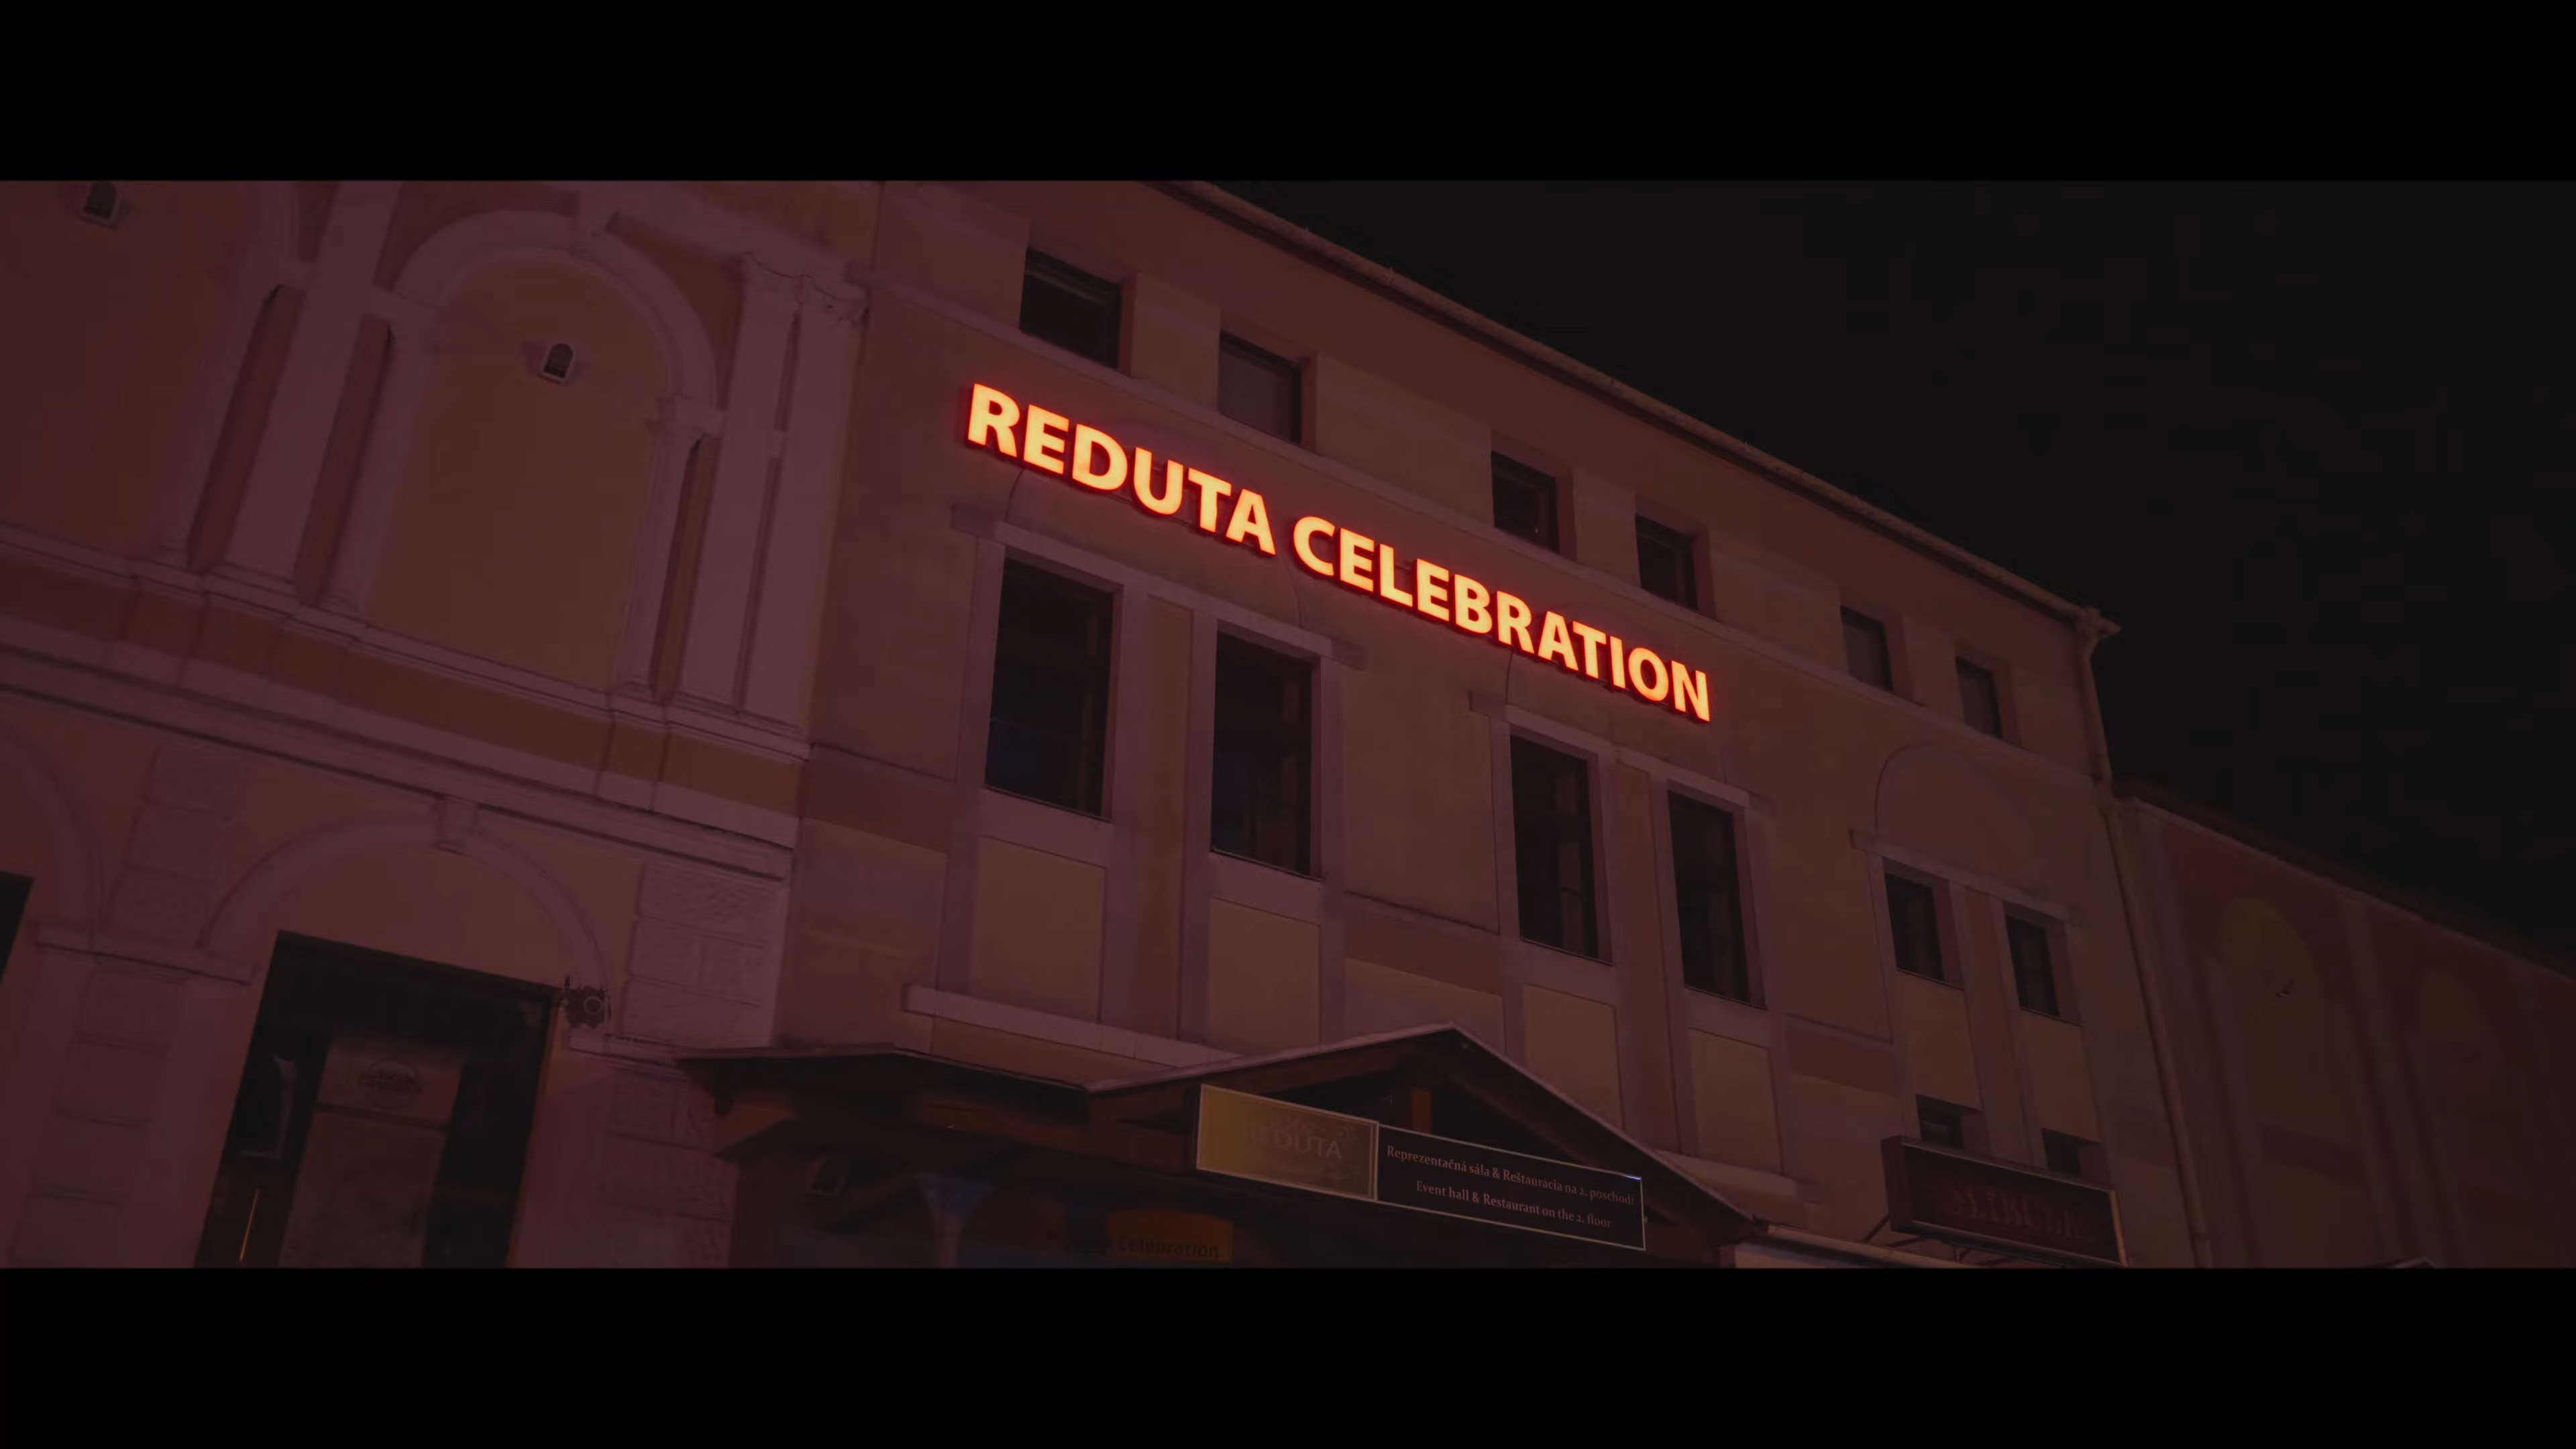 REDUTA CELEBRATION
REDUTA
Reprezentačná sála & Reštaurácia na 2. poschodí
Event hall & Restaurant on the 2. floor
Celebration